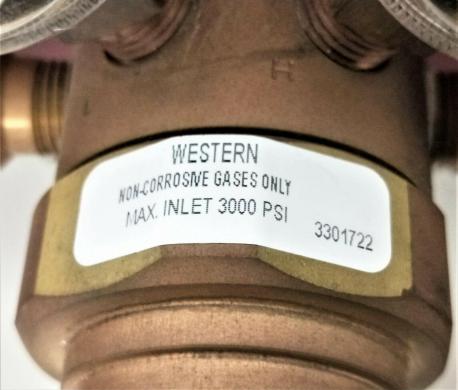 H
WESTERN
NON-CORROSIVE GASES ONLY
MAX. INLET 3000 PSI
3301722